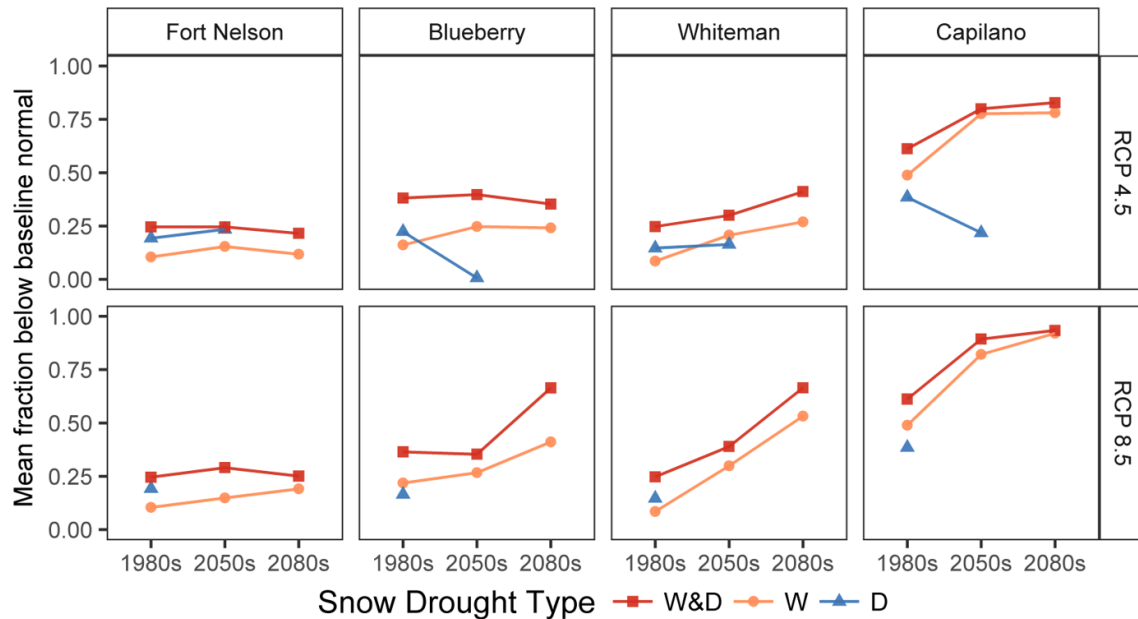 Fort Nelson Blueberry Whiteman Capilano
Mean fraction below baseline normal
1.00
0.75
0.50
0.25
0.00
RCP 4.5
1.00
0.75
0.50
0.25
0.00
RCP 8.5
1980s 2050s 2080s 1980s 2050s 2080s 1980s 2050s 2080s 1980s 2050s 2080s
Snow Drought Type W&D W D